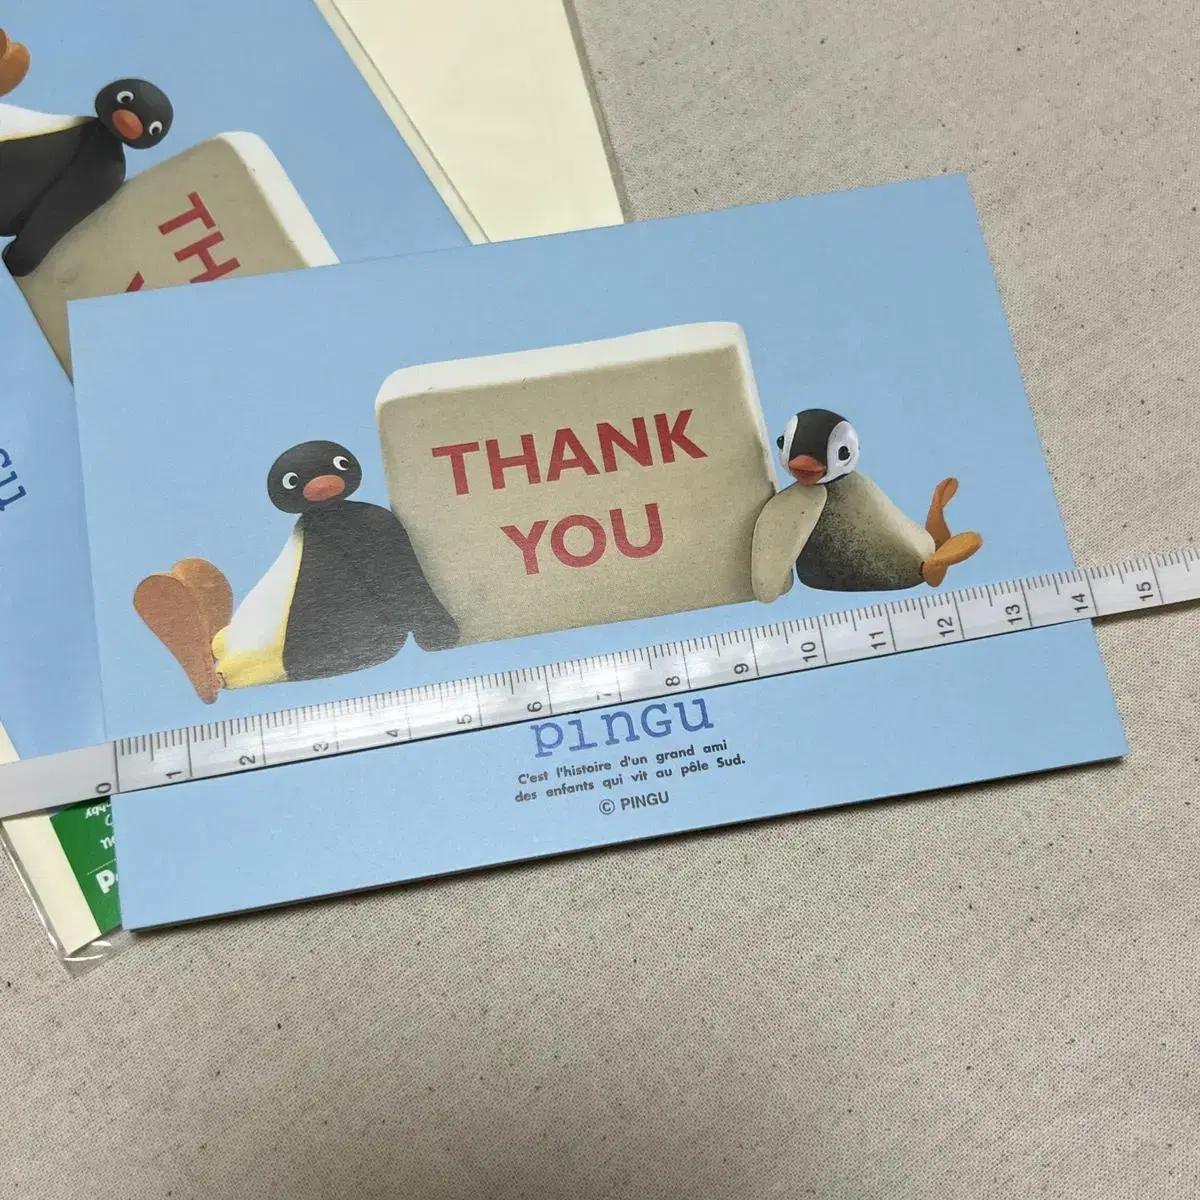 TH
THANK
YOU
0 1 2 3 4 5 6 7 8 9 10 11 12 13 14 15
pinGu
C'est l'histoire d'un grand ami
des enfants qui vit au pôle Sud.
© PINGU